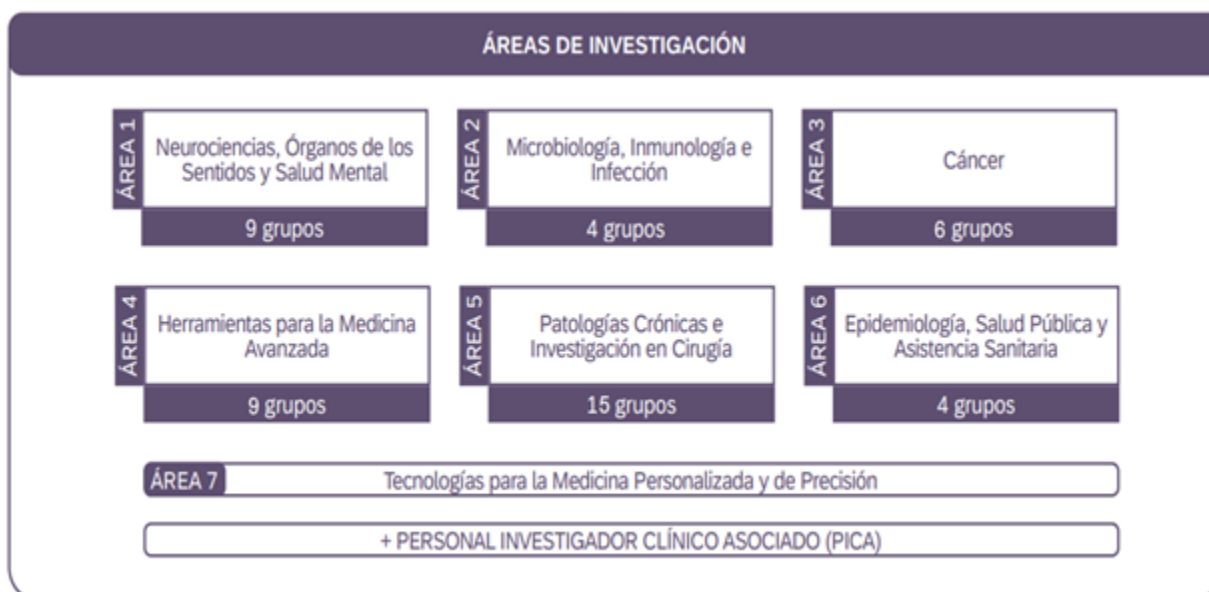 ÁREAS DE INVESTIGACIÓN
ÁREA 1
Neurociencias, Órganos de los
Sentidos y Salud Mental
9 grupos
ÁREA 2
Microbiología, Inmunología e
Infección
4 grupos
ÁREA 3
Cáncer
6 grupos
ÁREA 4
Herramientas para la Medicina
Avanzada
9 grupos
ÁREA 5
Patologías Crónicas e
Investigación en Cirugía
15 grupos
ÁREA 6
Epidemiología, Salud Pública y
Asistencia Sanitaria
4 grupos
ÁREA 7 Tecnologías para la Medicina Personalizada y de Precisión
+ PERSONAL INVESTIGADOR CLÍNICO ASOCIADO (PICA)